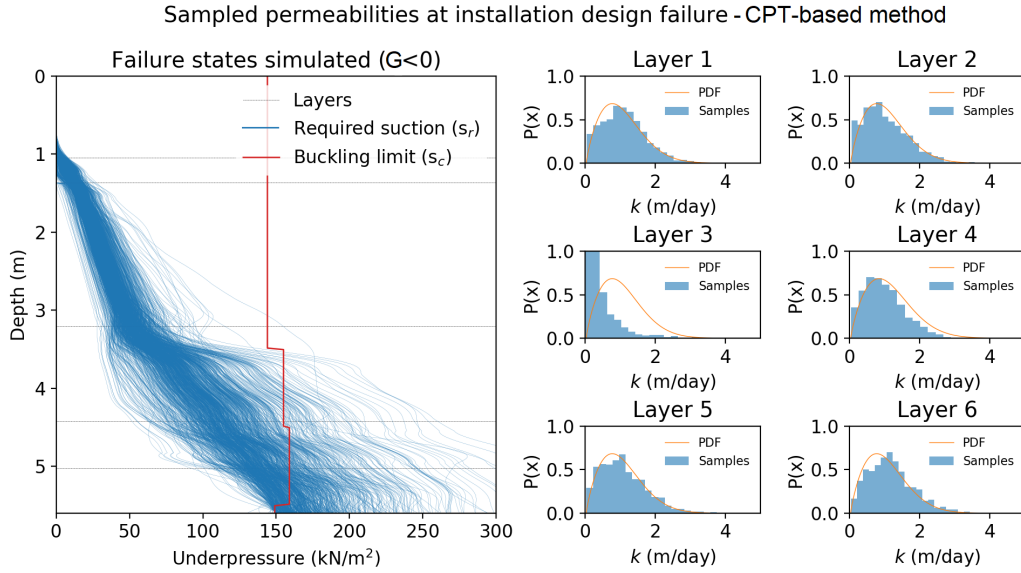 Sampled permeabilities at installation design failure - CPT-based method
Failure states simulated (G<0)
Layers
Required suction (sᵣ)
Buckling limit (s_c)
0
1
2
3
4
5
Depth (m)
0 50 100 150 200 250 300
Underpressure (kN/m²)
Layer 1
PDF
Samples
P(x)
1.0
0.5
0.0
0 2 4
k (m/day)
Layer 2
PDF
Samples
P(x)
1.0
0.5
0.0
0 2 4
k (m/day)
Layer 3
PDF
Samples
P(x)
1.0
0.5
0.0
0 2 4
k (m/day)
Layer 4
PDF
Samples
P(x)
1.0
0.5
0.0
0 2 4
k (m/day)
Layer 5
PDF
Samples
P(x)
1.0
0.5
0.0
0 2 4
k (m/day)
Layer 6
PDF
Samples
P(x)
1.0
0.5
0.0
0 2 4
k (m/day)